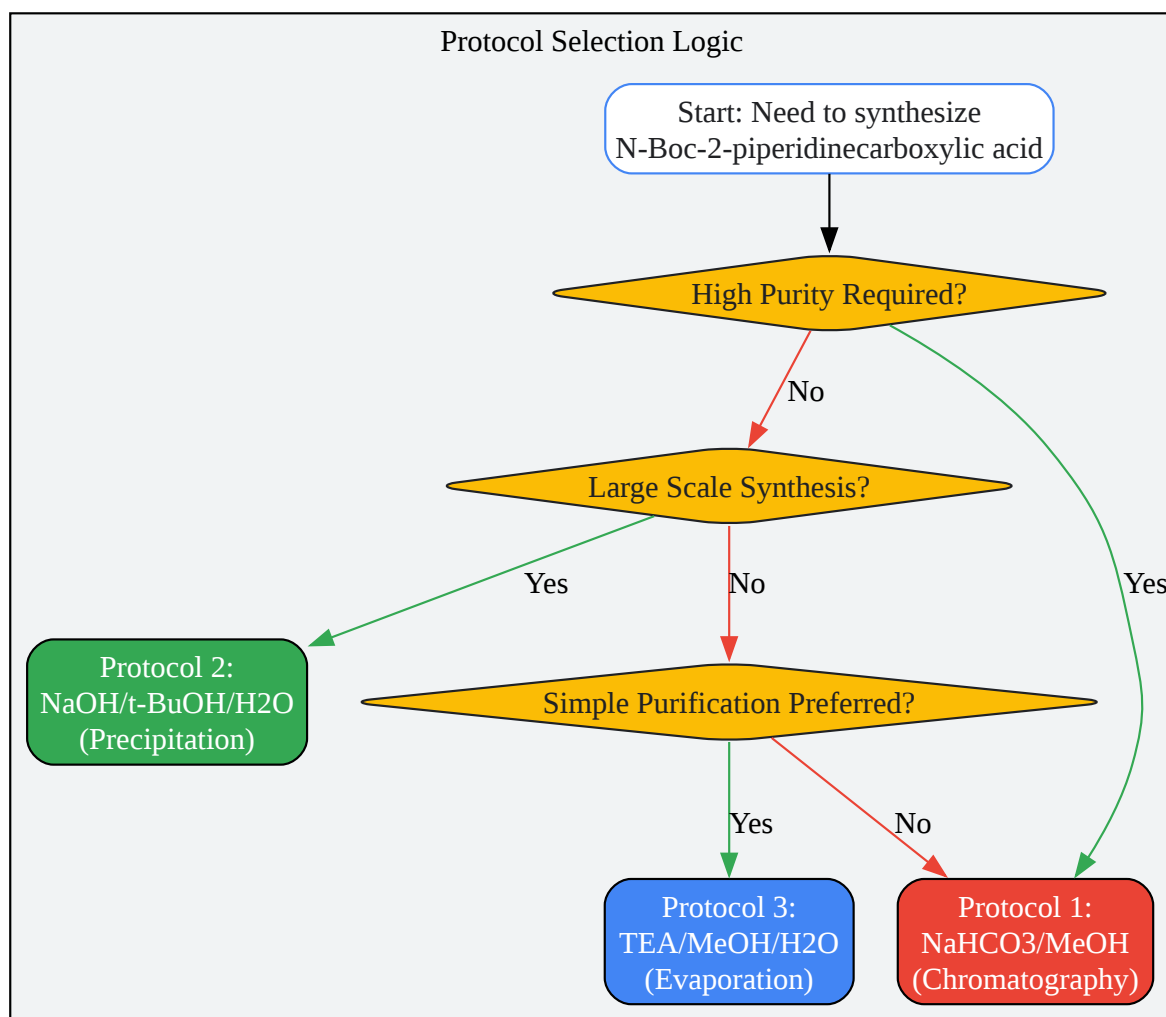 Protocol Selection Logic
Start: Need to synthesize
N-Boc-2-piperidinecarboxylic acid
High Purity Required?
No
Large Scale Synthesis?
Yes
No
Yes
Protocol 2:
NaOH/t-BuOH/H2O
(Precipitation)
Simple Purification Preferred?
Yes
No
Protocol 3:
TEA/MeOH/H2O
(Evaporation)
Protocol 1:
NaHCO3/MeOH
(Chromatography)